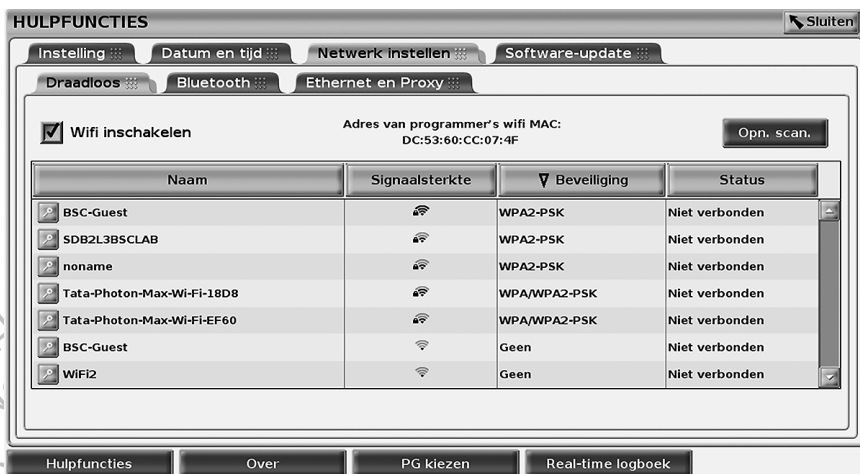 HULPFUNCTIES
Sluiten
Instelling
Datum en tijd
Netwerk instellen
Software-update
Draadloos
Bluetooth
Ethernet en Proxy
Wifi inschakelen
Adres van programmer's wifi MAC:
DC:53:60:CC:07:4F
Opn. scan.
Naam Signaalsterkte Beveiliging Status
BSC-Guest WPA2-PSK Niet verbonden
SDB2L3BSCLAB WPA2-PSK Niet verbonden
noname WPA2-PSK Niet verbonden
Tata-Photon-Max-Wi-Fi-18D8 WPA/WPA2-PSK Niet verbonden
Tata-Photon-Max-Wi-Fi-EF60 WPA/WPA2-PSK Niet verbonden
BSC-Guest Geen Niet verbonden
WiFi2 Geen Niet verbonden
Hulpfuncties
Over
PG kiezen
Real-time logboek